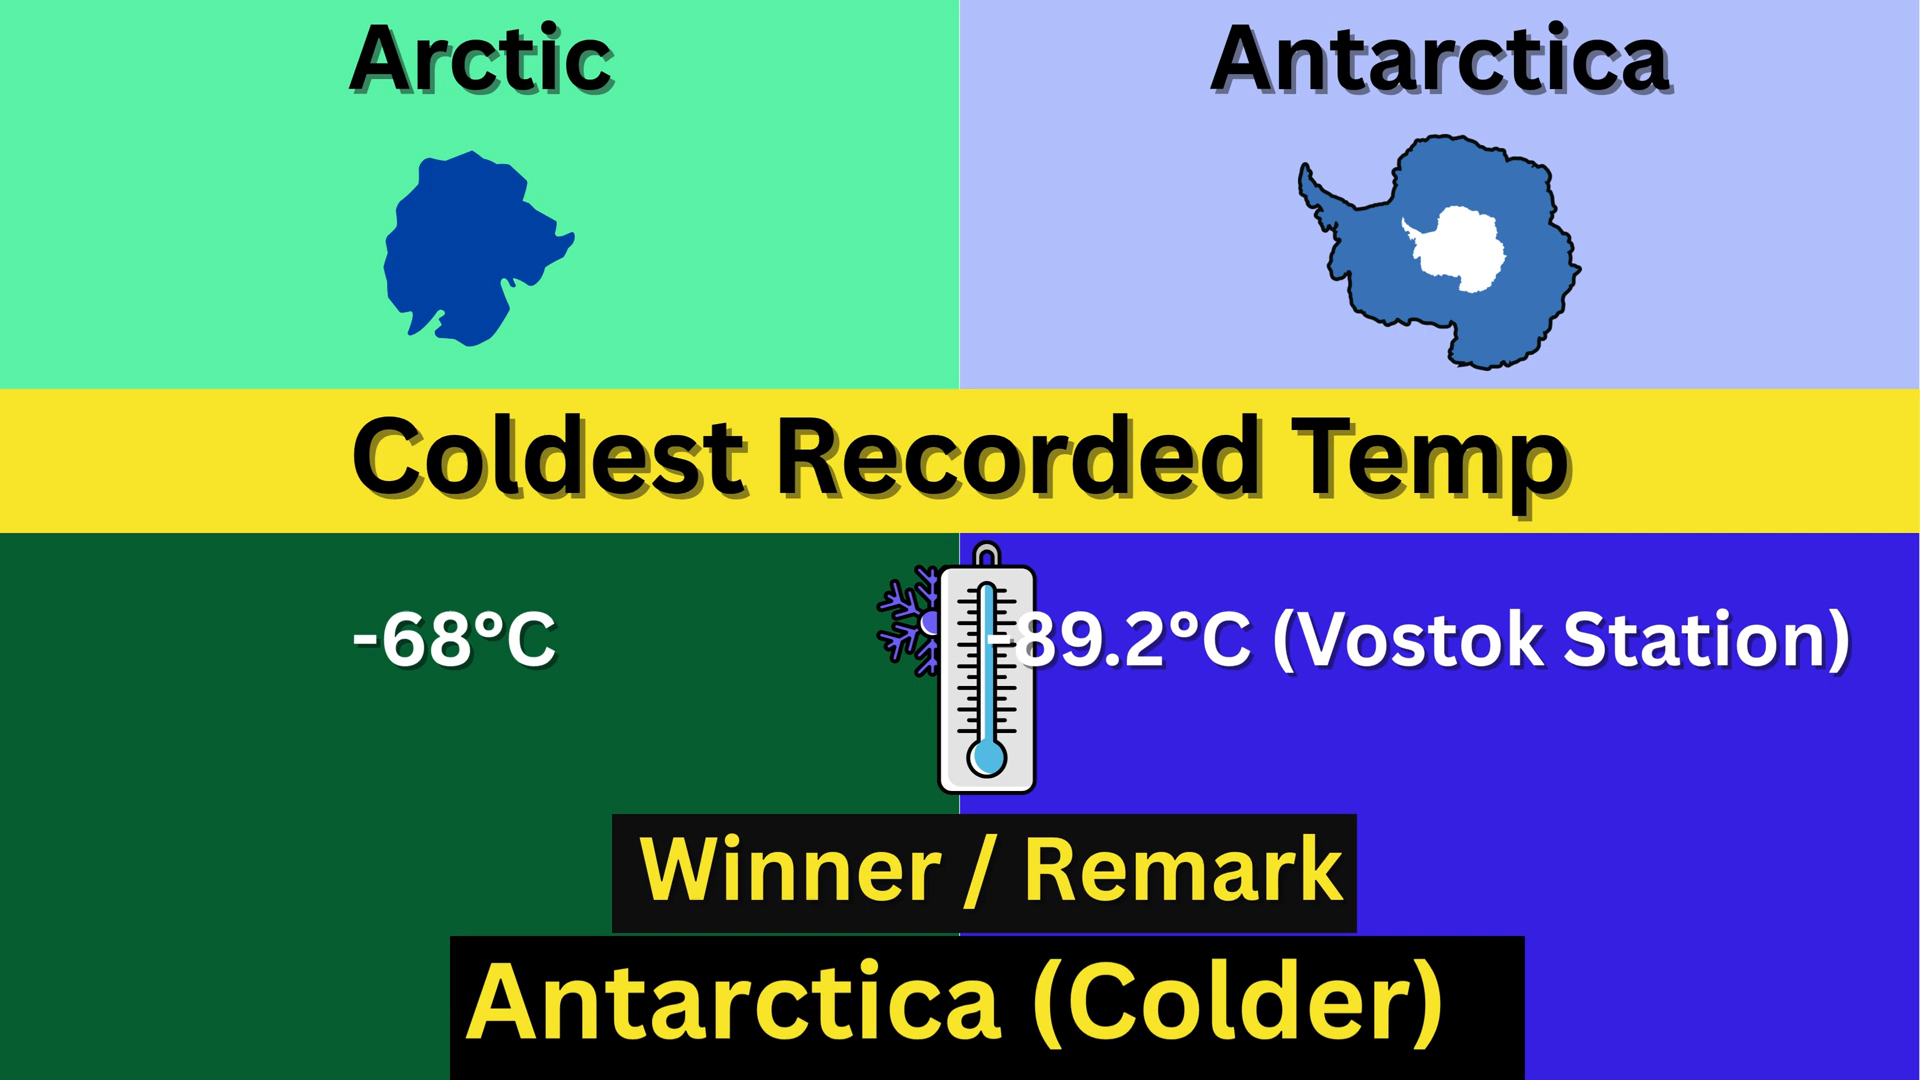 Arctic
Antarctica
Coldest Recorded Temp
-68°C
-89.2°C (Vostok Station)
Winner / Remark
Antarctica (Colder)